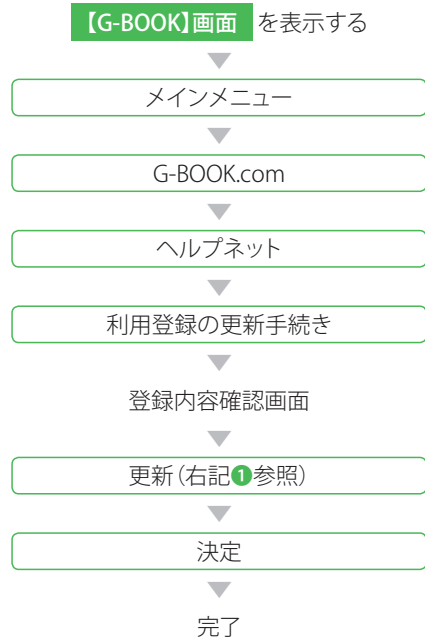 【G-BOOK】画面 を表示する
メインメニュー
G-BOOK.com
ヘルプネット
利用登録の更新手続き
登録内容確認画面
更新(右記❶参照)
決定
完了